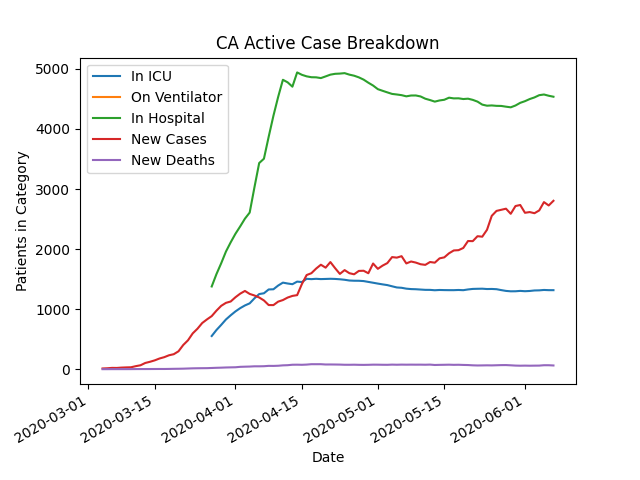 CA Active Case Breakdown
In ICU
On Ventilator
In Hospital
New Cases
New Deaths
Patients in Category
5000
4000
3000
2000
1000
0
2020-03-01
2020-03-15
2020-04-01
2020-04-15
2020-05-01
2020-05-15
2020-06-01
Date